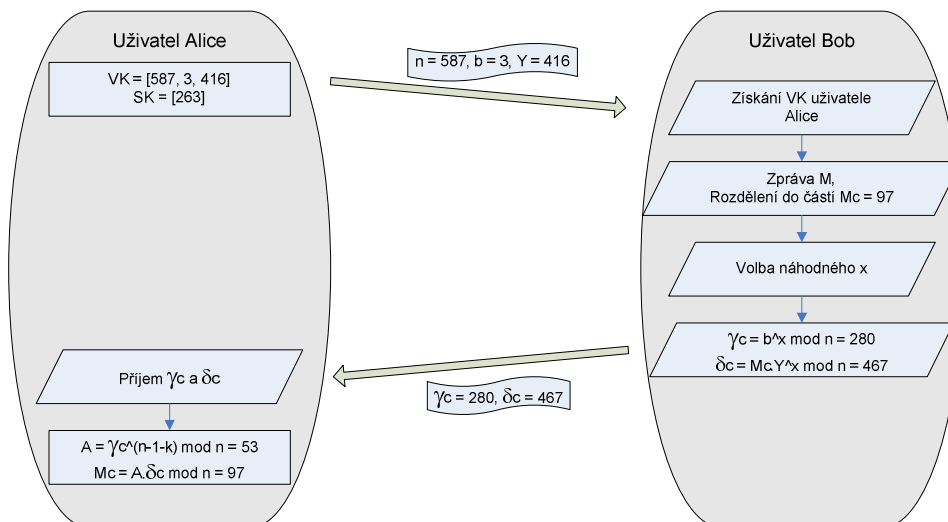 Uživatel Alice
VK = [587, 3, 416]
SK = [263]
n = 587, b = 3, Y = 416
Uživatel Bob
Získání VK uživatele
Alice
Zpráva M,
Rozdělení do částí Mc = 97
Volba náhodného x
γc = b^x mod n = 280
δc = Mc.Y^x mod n = 467
γc = 280, δc = 467
Příjem γc a δc
A = γc^(n-1-k) mod n = 53
Mc = A.δc mod n = 97